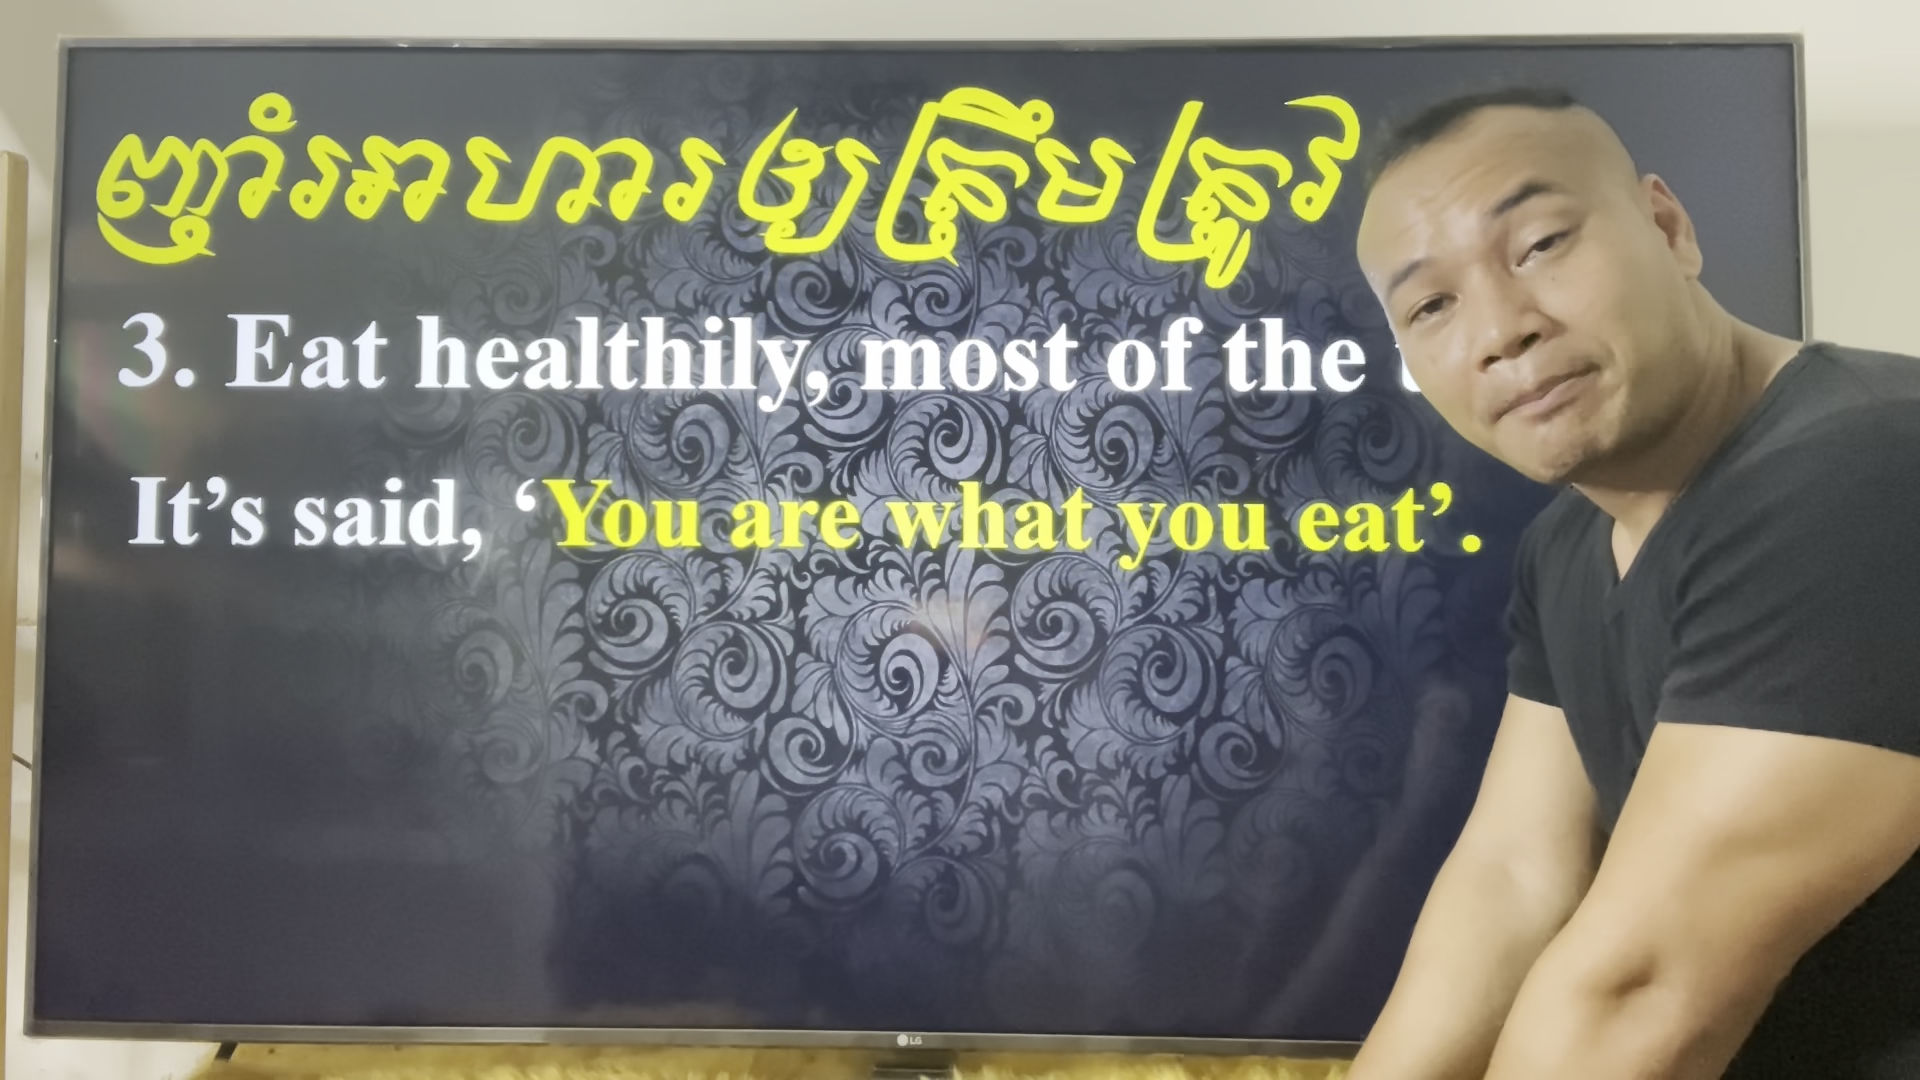 ញ៉ាំអាហារឲ្យត្រឹមត្រូវ
3. Eat healthily, most of the
It’s said, ‘You are what you eat’.
LG